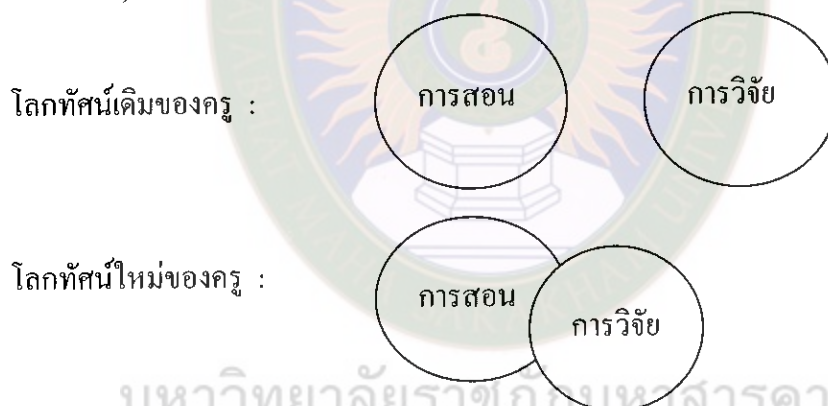 โลกทัศน์เดิมของครู : การสอน การวิจัย
โลกทัศน์ใหม่ของครู : การสอน การวิจัย